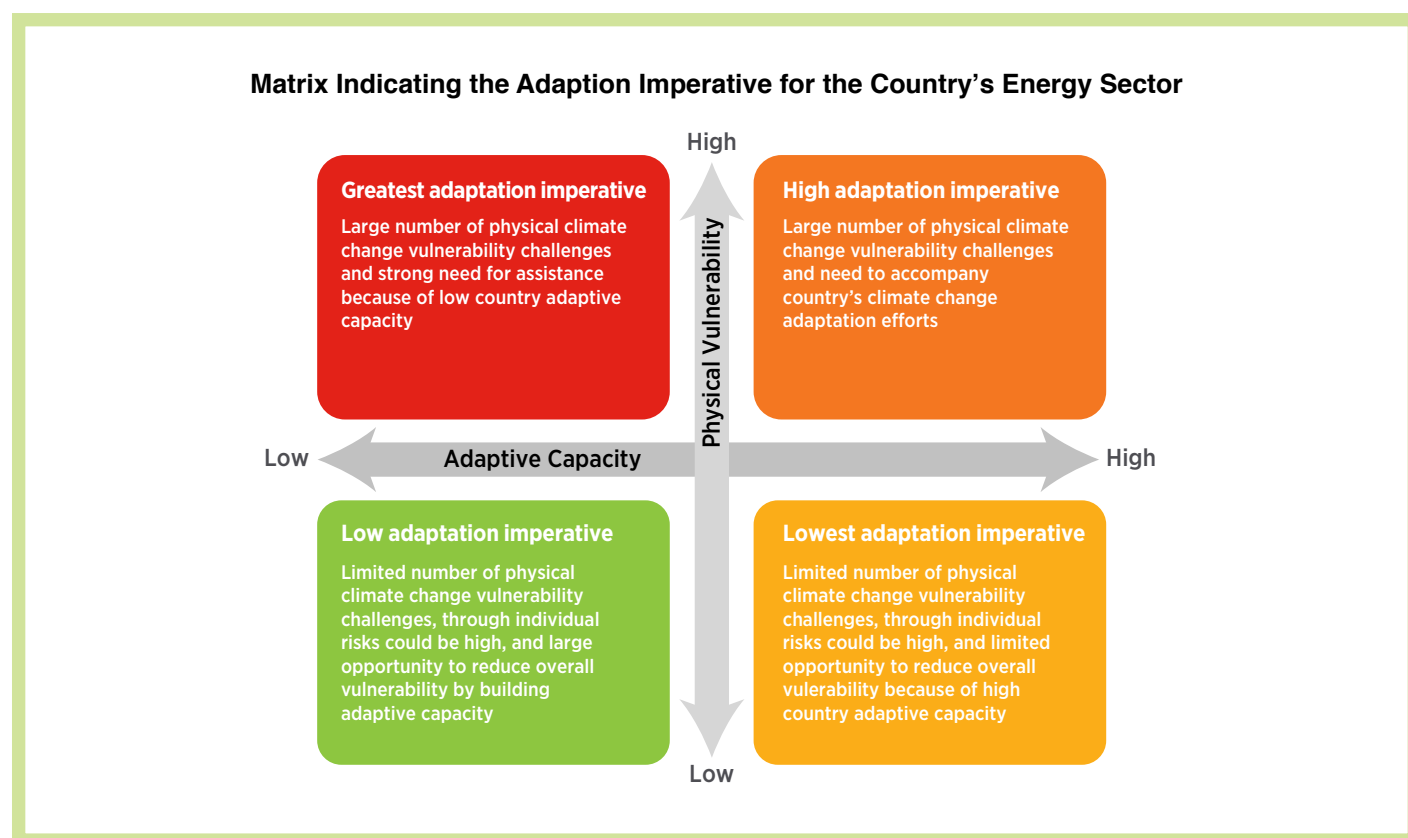 Matrix Indicating the Adaption Imperative for the Country’s Energy Sector
High
Greatest adaptation imperative
Large number of physical climate
change vulnerability challenges
and strong need for assistance
because of low country adaptive
capacity
High adaptation imperative
Large number of physical climate
change vulnerability challenges
and need to accompany
country’s climate change
adaptation efforts
Physical Vulnerability
Low
Adaptive Capacity
High
Low adaptation imperative
Limited number of physical
climate change vulnerability
challenges, through individual
risks could be high, and large
opportunity to reduce overall
vulnerability by building
adaptive capacity
Lowest adaptation imperative
Limited number of physical
climate change vulnerability
challenges, through individual
risks could be high, and limited
opportunity to reduce overall
vulerability because of high
country adaptive capacity
Low